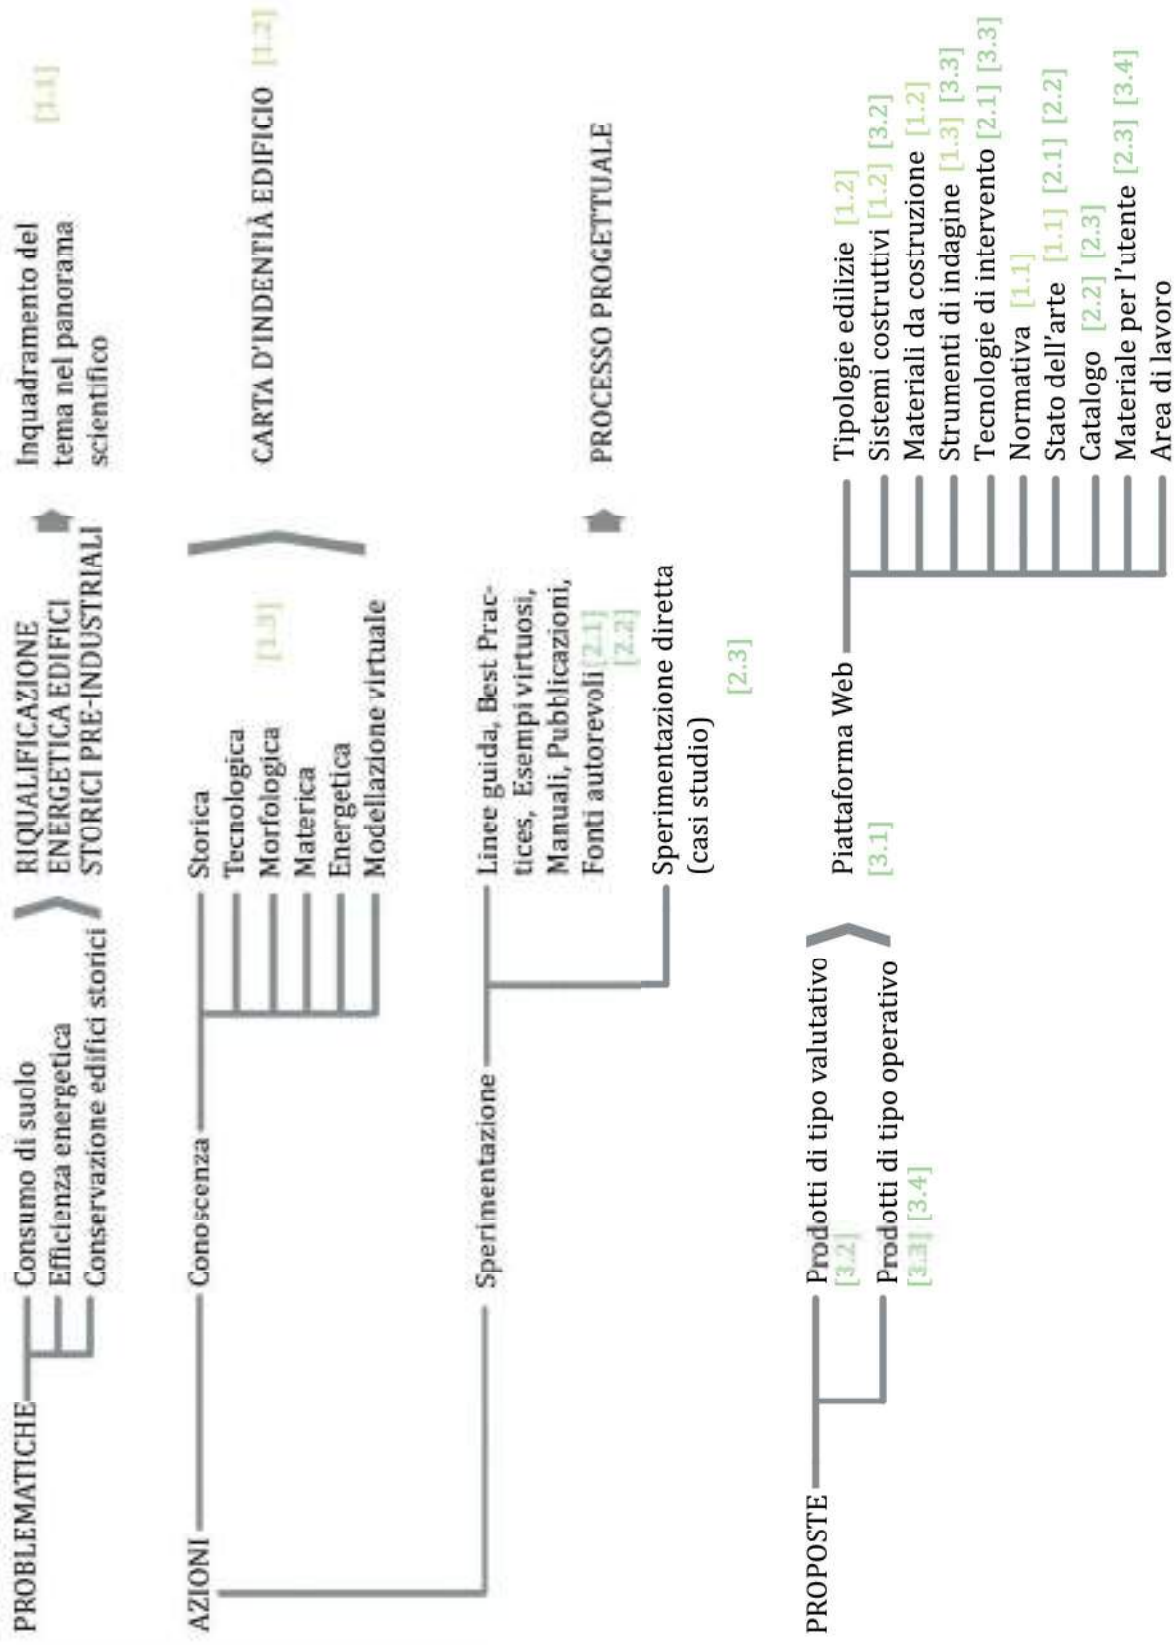 PROBLEMATICHE
Consumo di suolo
Efficienza energetica
Conservazione edifici storici
RIQUALIFICAZIONE
ENERGETICA EDIFICI
STORICI PRE-INDUSTRIALI
Inquadramento del
tema nel panorama
scientifico
[1.1]
AZIONI
Conoscenza
Storica
Tecnologica
Morfologica
Materica
Energetica
Modellazione virtuale
[1.3]
CARTA D'INDENTIÀ EDIFICIO [1.2]
Sperimentazione
Linee guida, Best Prac-
tices, Esempi virtuosi,
Manuali, Pubblicazioni,
Fonti autorevoli [2.1]
[2.2]
Sperimentazione diretta
(casi studio)
[2.3]
PROCESSO PROGETTUALE
PROPOSTE
Prodotti di tipo valutativo
[3.2]
Prodotti di tipo operativo
[3.3] [3.4]
Piattaforma Web
[3.1]
Tipologie edilizie [1.2]
Sistemi costruttivi [1.2] [3.2]
Materiali da costruzione [1.2]
Strumenti di indagine [1.3] [3.3]
Tecnologie di intervento [2.1] [3.3]
Normativa [1.1]
Stato dell'arte [1.1] [2.1] [2.2]
Catalogo [2.2] [2.3]
Materiale per l'utente [2.3] [3.4]
Area di lavoro